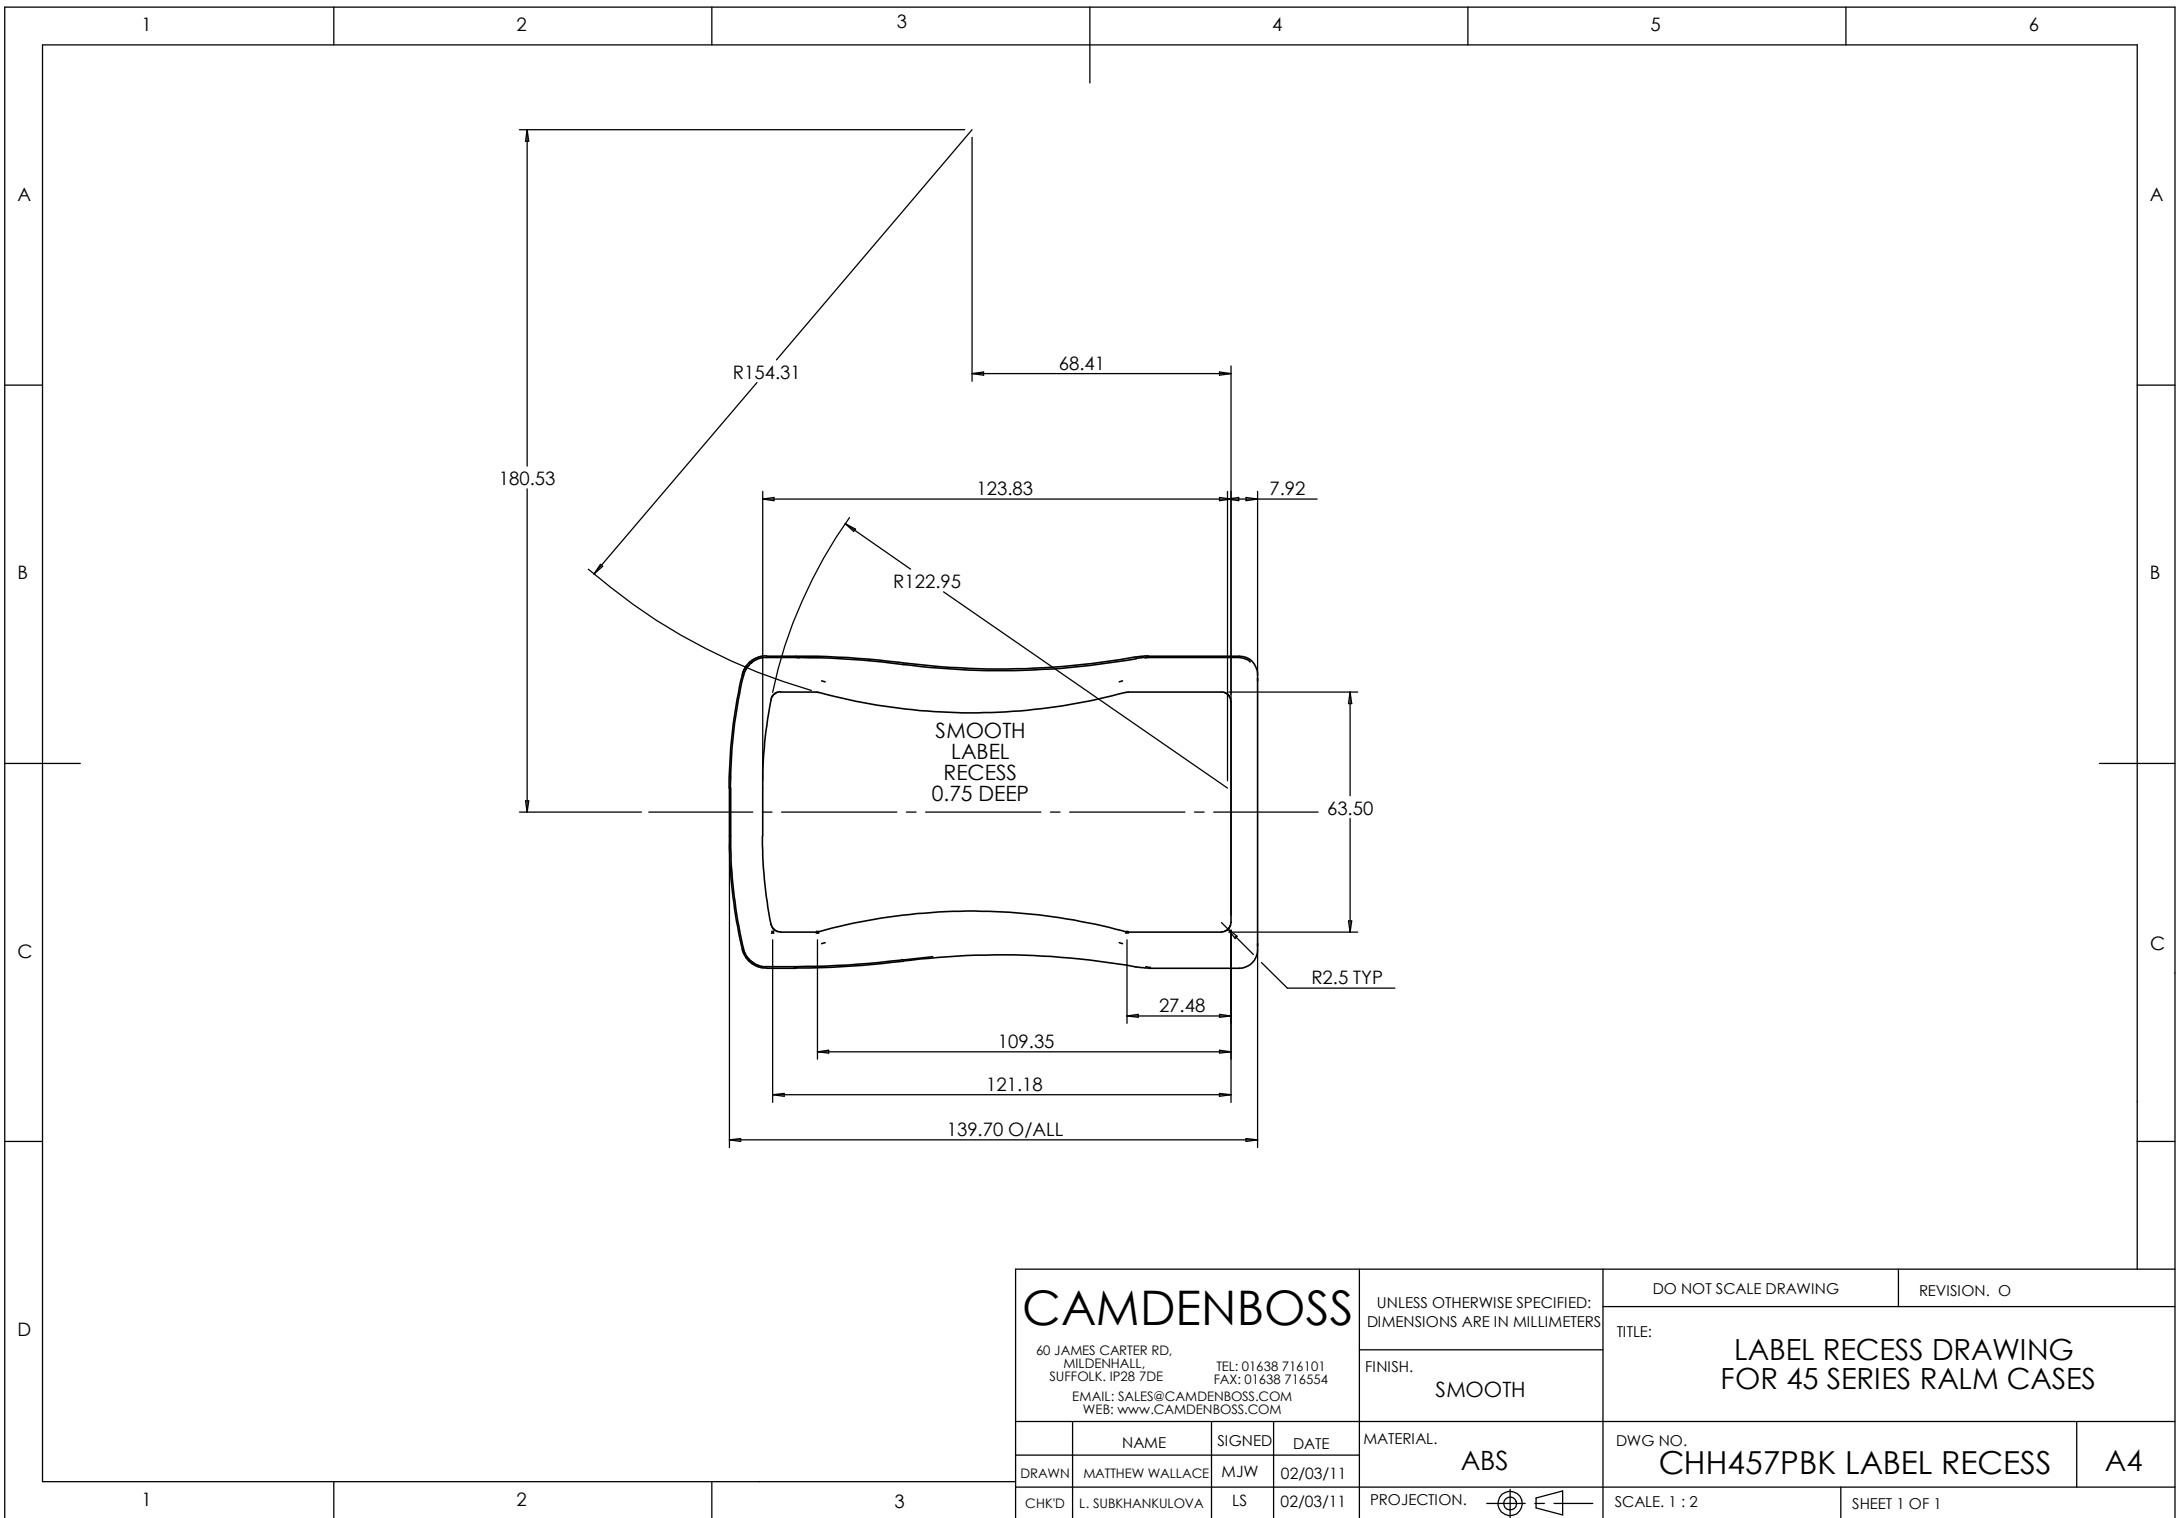 1 2 3 4 5 6
A
A
R154.31
68.41
180.53
123.83
7.92
B
R122.95
B
SMOOTH
LABEL
RECESS
0.75 DEEP
63.50
C
C
R2.5 TYP
27.48
109.35
121.18
139.70 O/ALL
D
CAMDENBOSS
60 JAMES CARTER RD,
MILDENHALL,
SUFFOLK. IP28 7DE
TEL: 01638 716101
FAX: 01638 716554
EMAIL: SALES@CAMDENBOSS.COM
WEB: www.CAMDENBOSS.COM
UNLESS OTHERWISE SPECIFIED:
DIMENSIONS ARE IN MILLIMETERS
FINISH.
SMOOTH
DO NOT SCALE DRAWING
REVISION. O
TITLE:
LABEL RECESS DRAWING
FOR 45 SERIES RALM CASES
NAME SIGNED DATE
DRAWN MATTHEW WALLACE MJW 02/03/11
CHK'D L. SUBKHANKULOVA LS 02/03/11
MATERIAL.
ABS
DWG NO.
CHH457PBK LABEL RECESS
A4
PROJECTION.
SCALE. 1 : 2
SHEET 1 OF 1
1 2 3